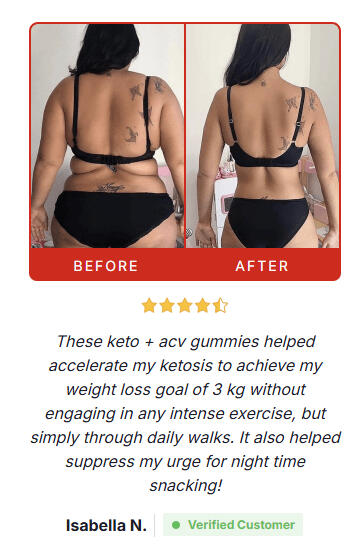 BEFORE AFTER
These keto + acv gummies helped
accelerate my ketosis to achieve my
weight loss goal of 3 kg without
engaging in any intense exercise, but
simply through daily walks. It also helped
suppress my urge for night time
snacking!
Isabella N. Verified Customer